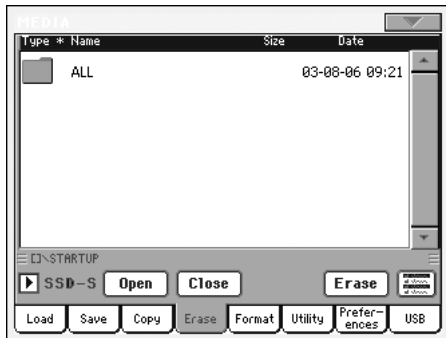 MEDIA
Type * Name Size Date
ALL 03-08-06 09:21
[]\STARTUP
SSD-S Open Close Erase
Load Save Copy Erase Format Utility Prefer-ences USB